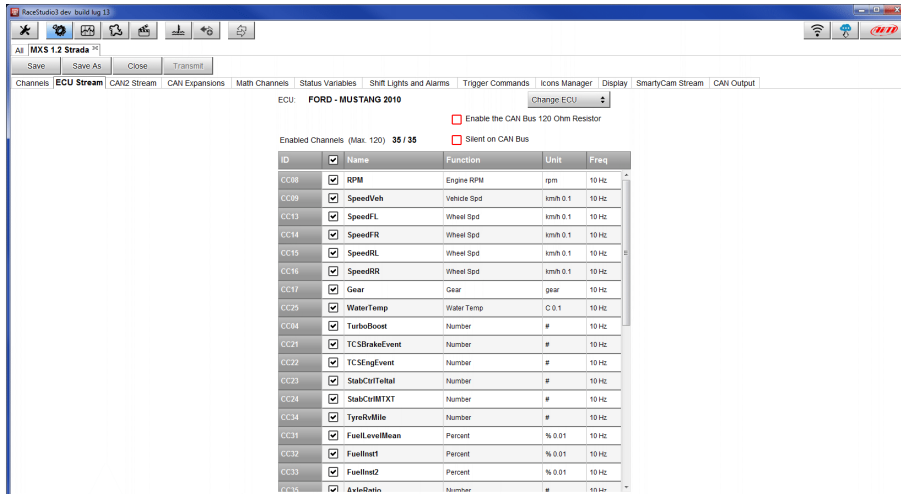 RaceStudio3 dev build lug 13
AiM
All MXS 1.2 Strada
Save Save As Close Transmit
Channels ECU Stream CAN2 Stream CAN Expansions Math Channels Status Variables Shift Lights and Alarms Trigger Commands Icons Manager Display SmartyCam Stream CAN Output
ECU: FORD - MUSTANG 2010 Change ECU
Enable the CAN Bus 120 Ohm Resistor
Enabled Channels (Max. 120) 35 / 35 Silent on CAN Bus
ID Name Function Unit Freq
CC08 RPM Engine RPM rpm 10 Hz
CC09 SpeedVeh Vehicle Spd km/h 0.1 10 Hz
CC13 SpeedFL Wheel Spd km/h 0.1 10 Hz
CC14 SpeedFR Wheel Spd km/h 0.1 10 Hz
CC15 SpeedRL Wheel Spd km/h 0.1 10 Hz
CC16 SpeedRR Wheel Spd km/h 0.1 10 Hz
CC17 Gear Gear gear 10 Hz
CC25 WaterTemp Water Temp C 0.1 10 Hz
CC04 TurboBoost Number # 10 Hz
CC21 TCSBrakeEvent Number # 10 Hz
CC22 TCSEngEvent Number # 10 Hz
CC23 StabCtrlTeltal Number # 10 Hz
CC24 StabCtrlMTXT Number # 10 Hz
CC34 TyreRvMile Number # 10 Hz
CC31 FuelLevelMean Percent % 0.01 10 Hz
CC32 FuelInst1 Percent % 0.01 10 Hz
CC33 FuelInst2 Percent % 0.01 10 Hz
CC35 AxleRatio Number # 10 Hz